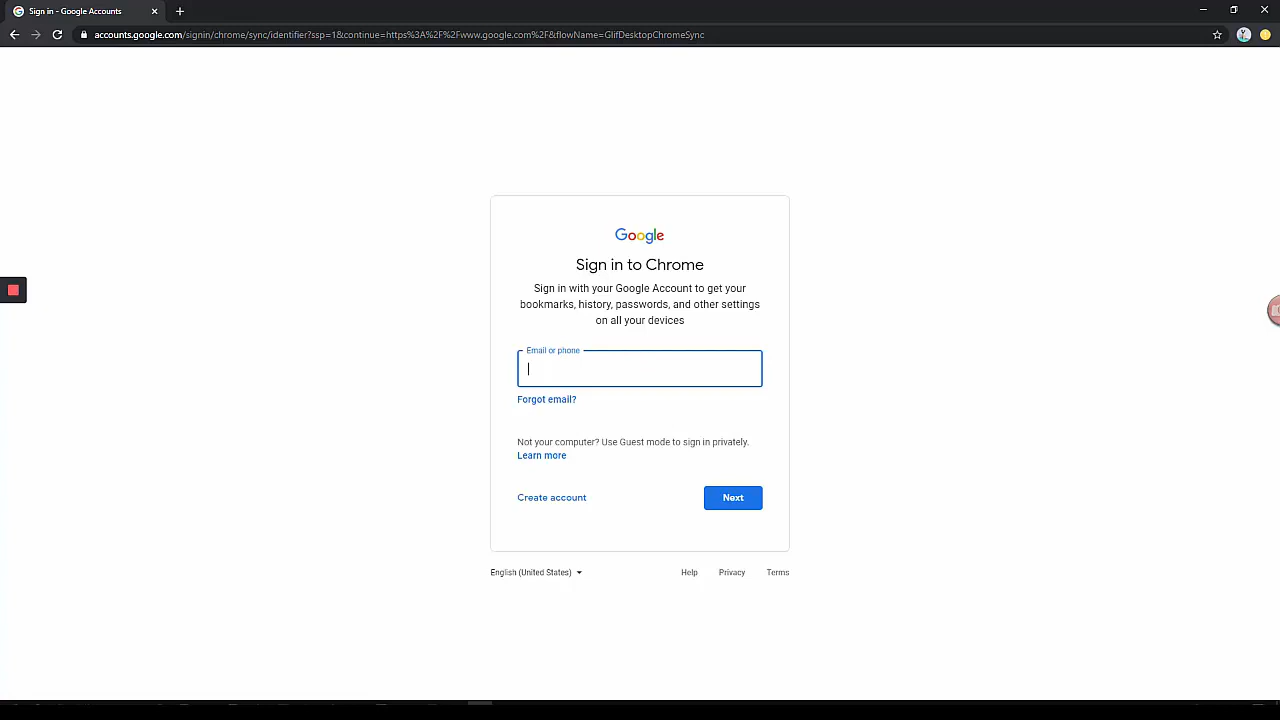 Sign in - Google Accounts
accounts.google.com/signin/chrome/sync/identifier?ssp=1&continue=https%3A%2F%2Fwww.google.com%2F&flowName=GlifDesktopChromeSync
Google
Sign in to Chrome
Sign in with your Google Account to get your
bookmarks, history, passwords, and other settings
on all your devices
Email or phone
Forgot email?
Not your computer? Use Guest mode to sign in privately.
Learn more
Create account
Next
English (United States)
Help
Privacy
Terms